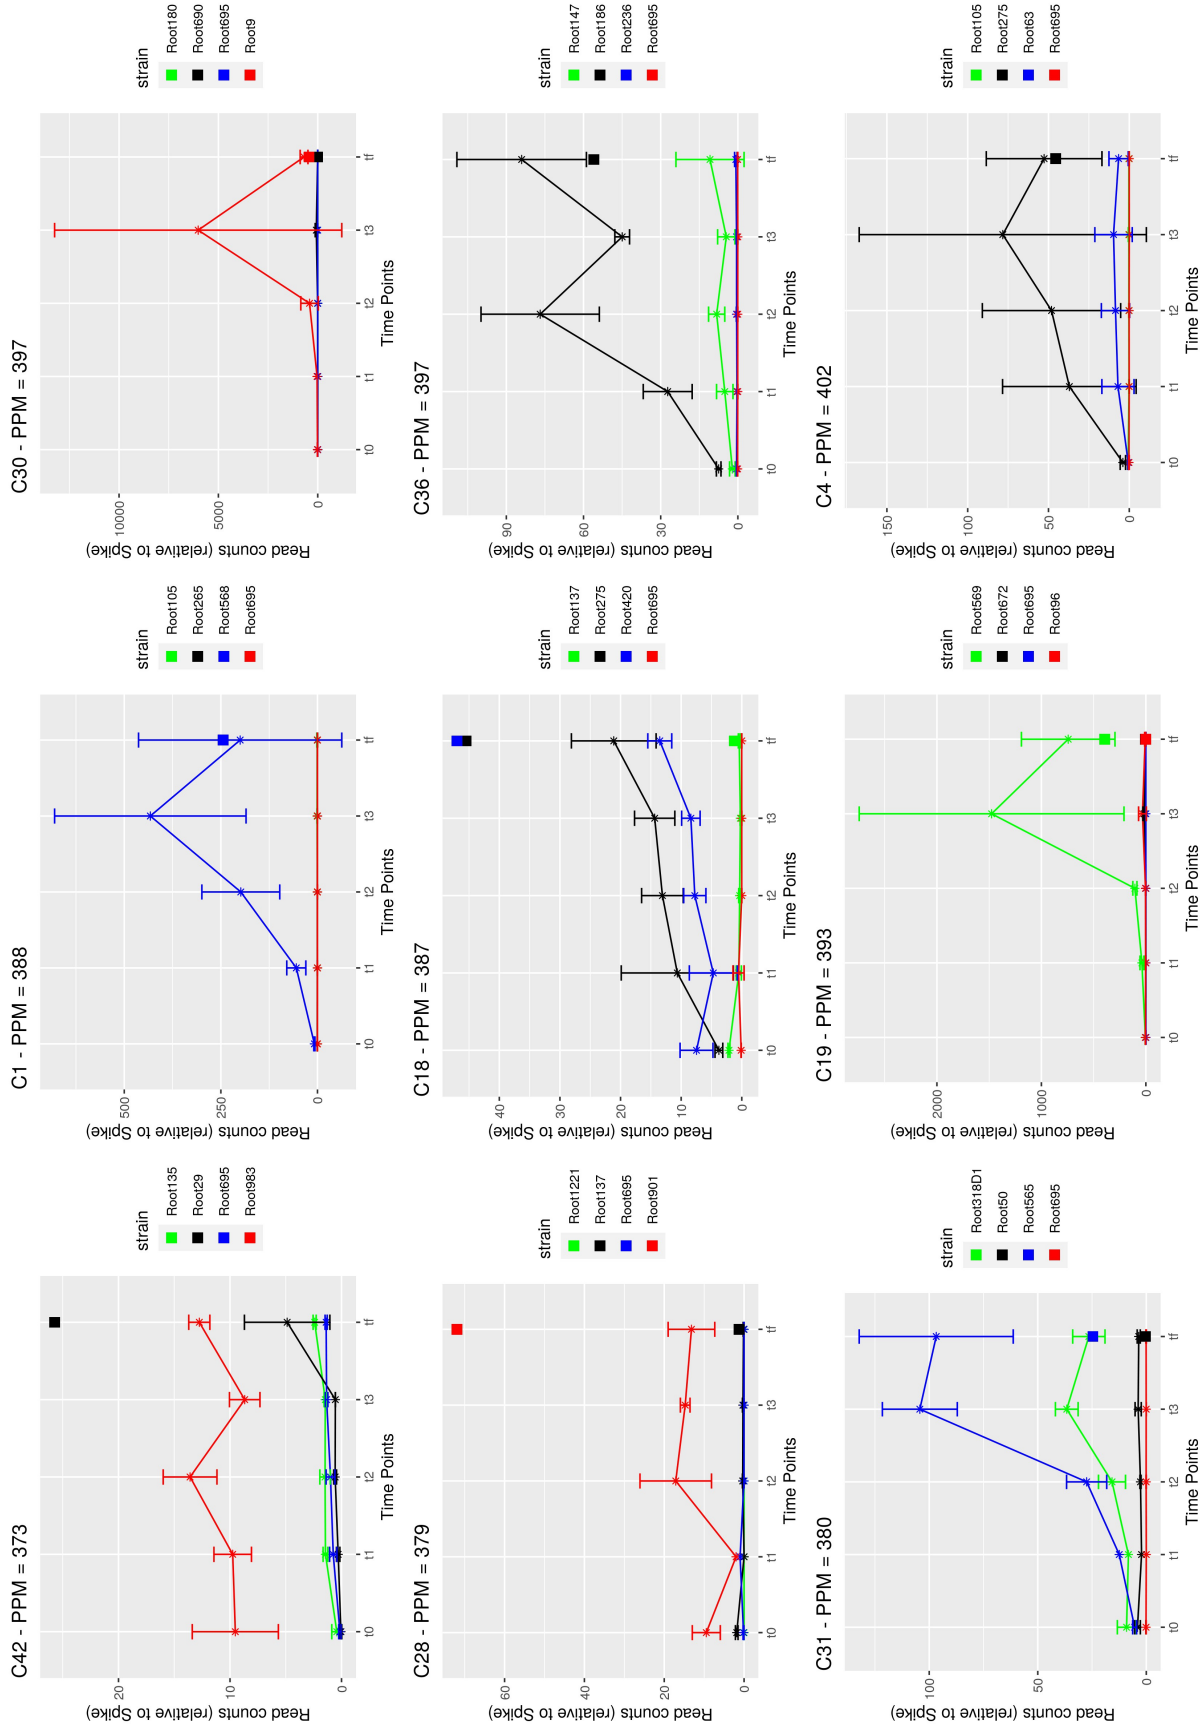 C42 - PPM = 373
Read counts (relative to Spike)
20
10
0
t0
t1
t2
t3
tf
Time Points
strain
Root135
Root29
Root695
Root983
C1 - PPM = 388
Read counts (relative to Spike)
500
250
0
t0
t1
t2
t3
tf
Time Points
strain
Root105
Root265
Root568
Root695
C30 - PPM = 397
Read counts (relative to Spike)
10000
5000
0
t0
t1
t2
t3
tf
Time Points
strain
Root180
Root690
Root695
Root9
C28 - PPM = 379
Read counts (relative to Spike)
60
40
20
0
t0
t1
t2
t3
tf
Time Points
strain
Root1221
Root137
Root695
Root901
C18 - PPM = 387
Read counts (relative to Spike)
40
30
20
10
0
t0
t1
t2
t3
tf
Time Points
strain
Root137
Root275
Root420
Root695
C36 - PPM = 397
Read counts (relative to Spike)
90
60
30
0
t0
t1
t2
t3
tf
Time Points
strain
Root147
Root186
Root236
Root695
C31 - PPM = 380
Read counts (relative to Spike)
100
50
0
t0
t1
t2
t3
tf
Time Points
strain
Root318D1
Root50
Root565
Root695
C19 - PPM = 393
Read counts (relative to Spike)
2000
1000
0
t0
t1
t2
t3
tf
Time Points
strain
Root569
Root672
Root695
Root96
C4 - PPM = 402
Read counts (relative to Spike)
150
100
50
0
t0
t1
t2
t3
tf
Time Points
strain
Root105
Root275
Root63
Root695